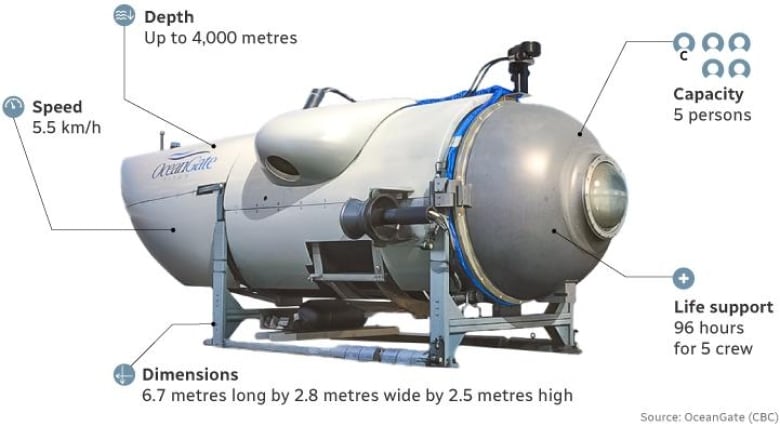 Depth
Up to 4,000 metres
Speed
5.5 km/h
OceanGate
C
Capacity
5 persons
Life support
96 hours
for 5 crew
Dimensions
6.7 metres long by 2.8 metres wide by 2.5 metres high
Source: OceanGate (CBC)